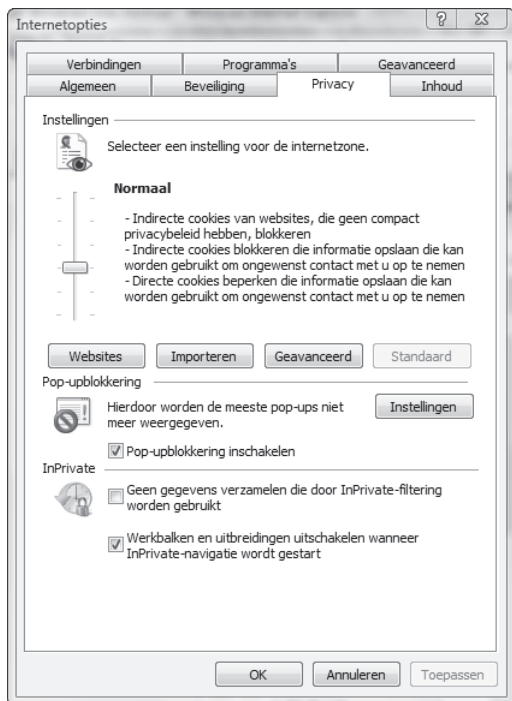 Internetopties
Verbindingen Programma's Geavanceerd
Algemeen Beveiliging Privacy Inhoud
Instellingen
Selecteer een instelling voor de internetzone.
Normaal
- Indirecte cookies van websites, die geen compact
privacybeleid hebben, blokkeren
- Indirecte cookies blokkeren die informatie opslaan die kan
worden gebruikt om ongewenst contact met u op te nemen
- Directe cookies beperken die informatie opslaan die kan
worden gebruikt om ongewenst contact met u op te nemen
Websites Importeren Geavanceerd Standaard
Pop-upblokkering
Hierdoor worden de meeste pop-ups niet
meer weergegeven.
Instellingen
Pop-upblokkering inschakelen
InPrivate
Geen gegevens verzamelen die door InPrivate-filtering
worden gebruikt
Werkbalken en uitbreidingen uitschakelen wanneer
InPrivate-navigatie wordt gestart
OK Annuleren Toepassen